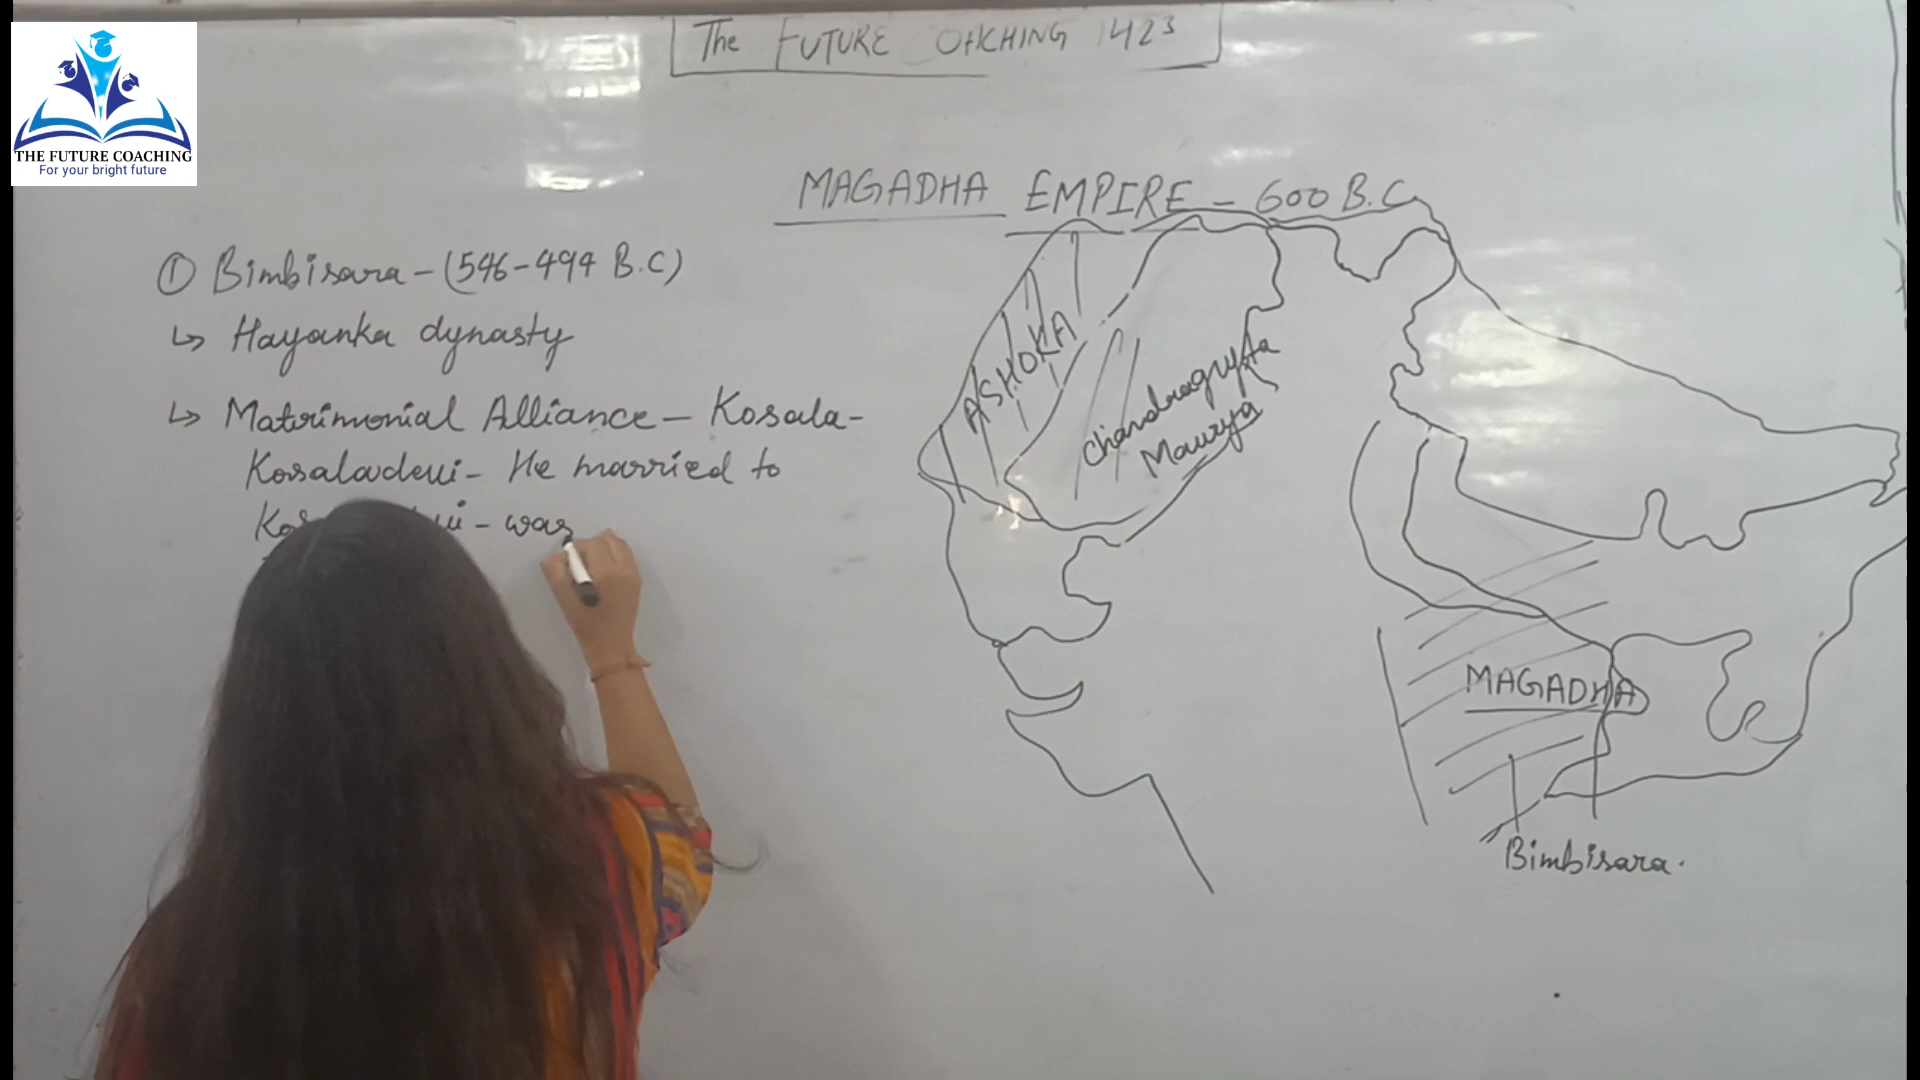 The FUTURE COACHING 1423
THE FUTURE COACHING
For your bright future
MAGADHA EMPIRE - 600 B.C
① Bimbisara - (546-494 B.C)
↳ Hayanka dynasty
↳ Matrimonial Alliance - Kosala-
Kosaladevi - He married to
- was
ASHOKA
Chandragupta
Maurya
MAGADHA
Bimbisara.